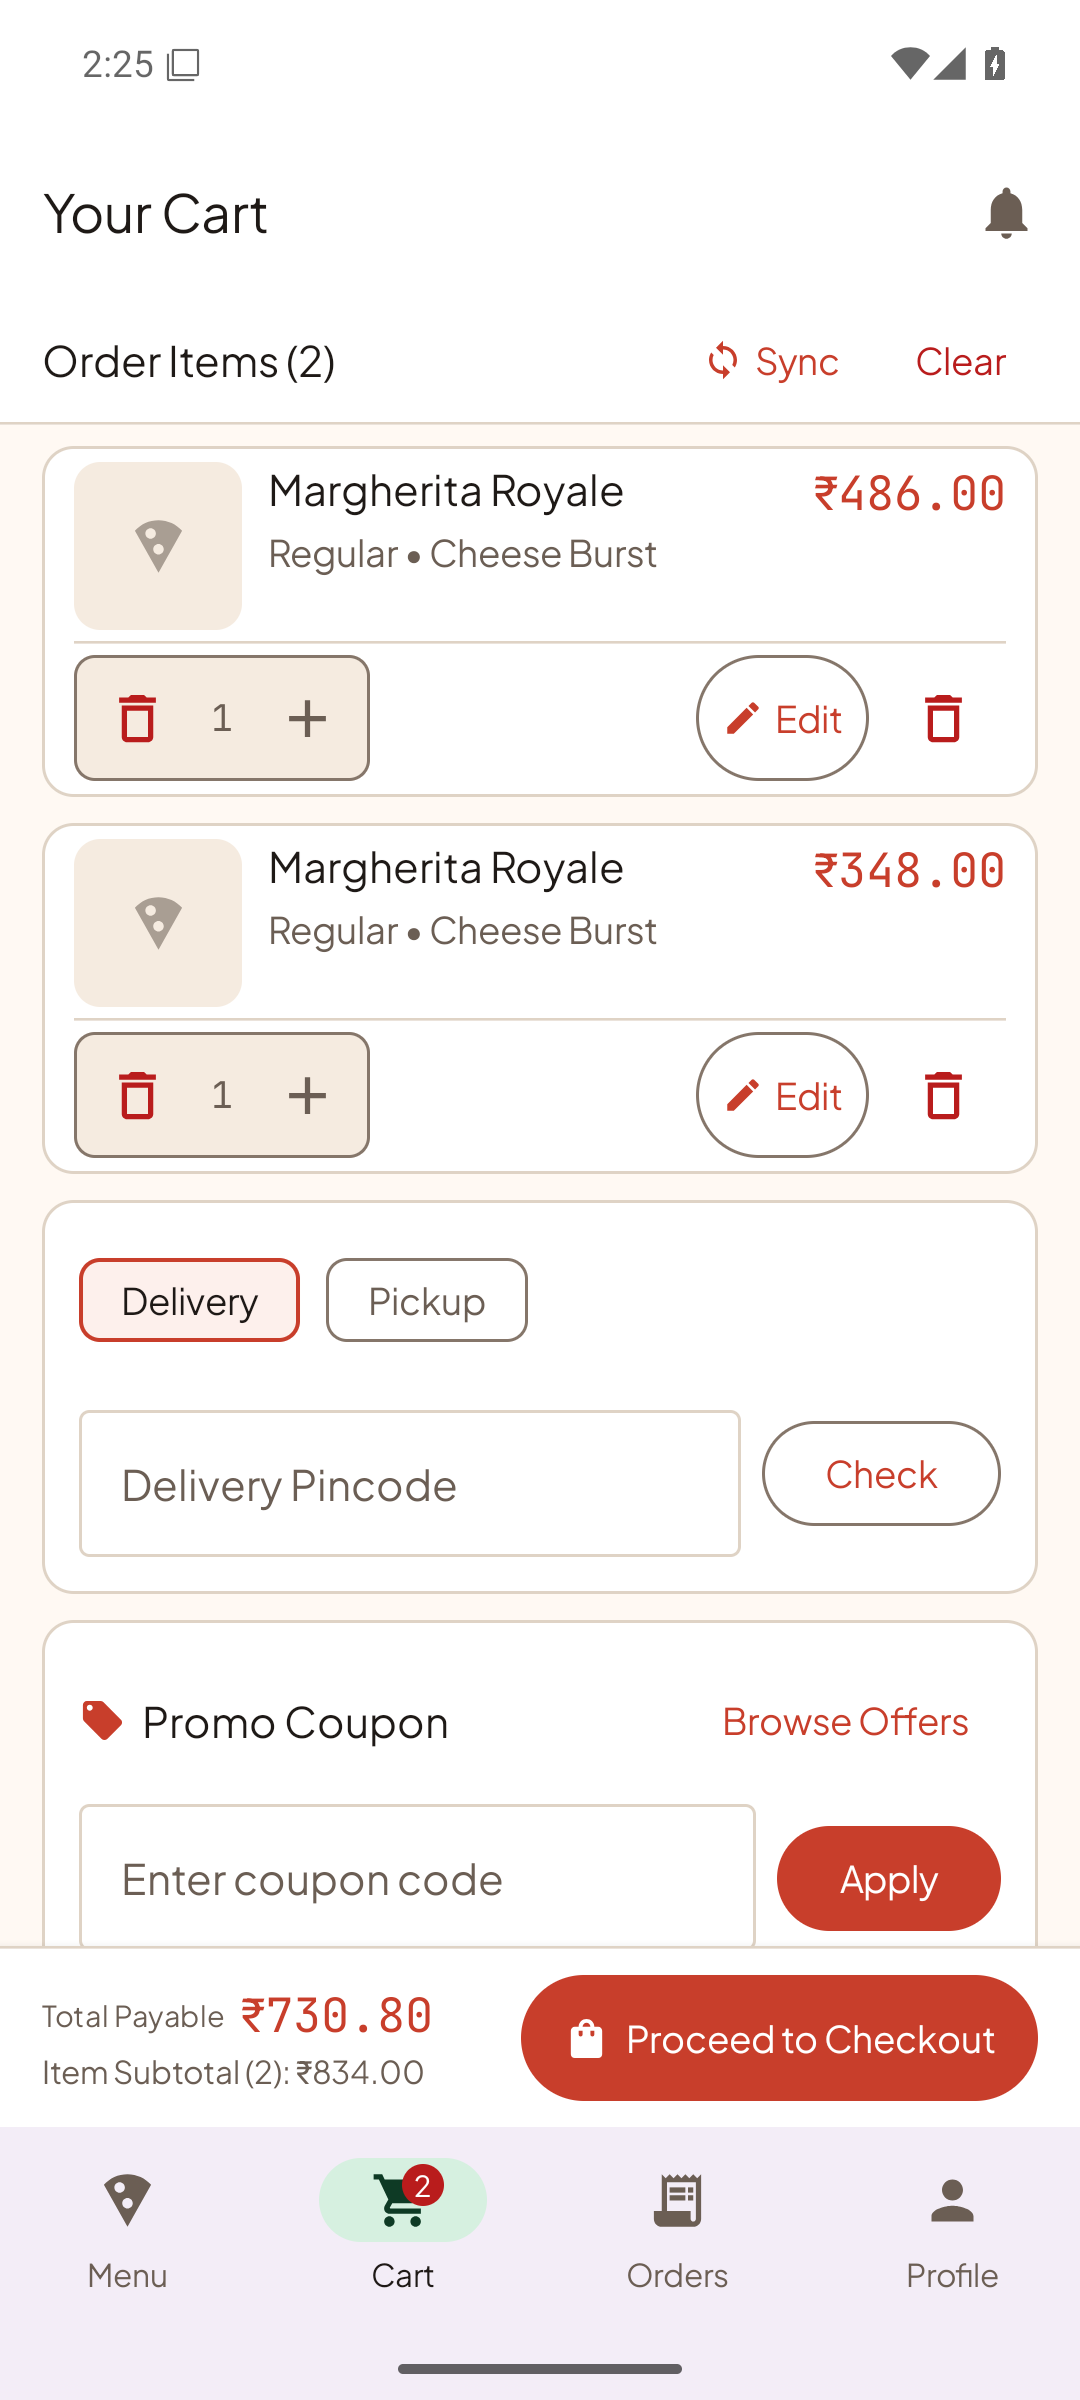 2:25
Your Cart
Order Items (2)
Sync
Clear
Margherita Royale
₹486.00
Regular • Cheese Burst
1
Edit
Margherita Royale
₹348.00
Regular • Cheese Burst
1
Edit
Delivery
Pickup
Delivery Pincode
Check
Promo Coupon
Browse Offers
Enter coupon code
Apply
Total Payable ₹730.80
Item Subtotal (2): ₹834.00
Proceed to Checkout
2
Menu
Cart
Orders
Profile